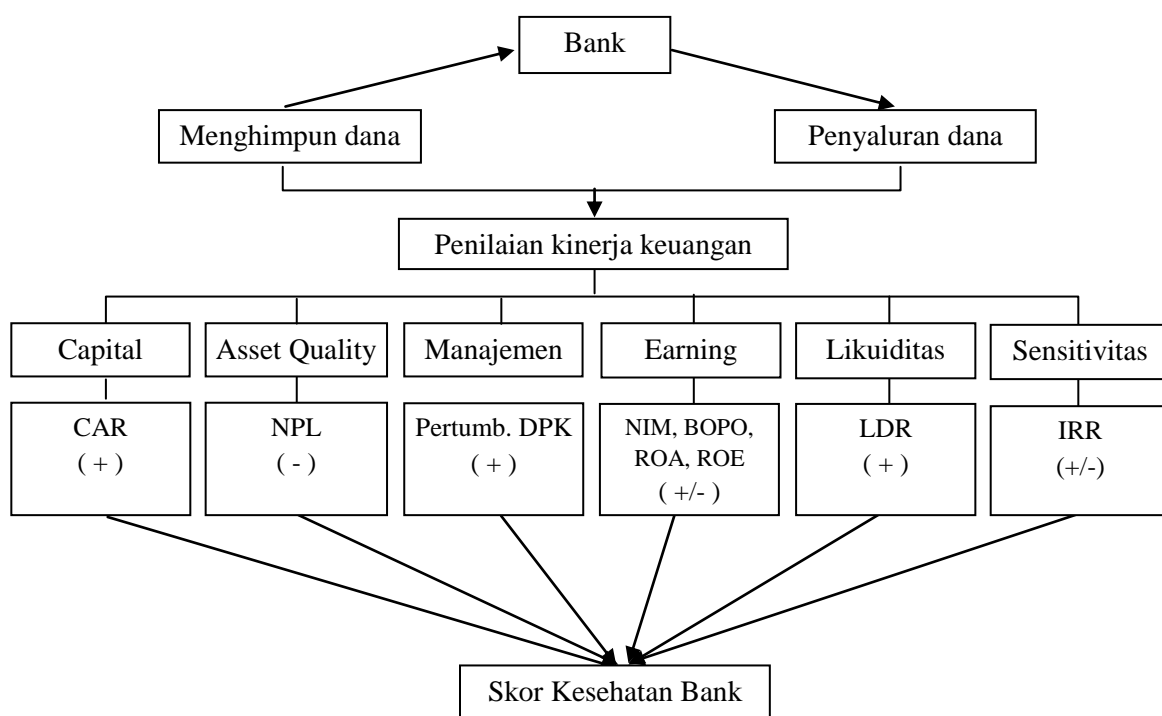 Bank
Menghimpun dana
Penyaluran dana
Penilaian kinerja keuangan
Capital
Asset Quality
Manajemen
Earning
Likuiditas
Sensitivitas
CAR
( + )
NPL
( - )
Pertumb. DPK
( + )
NIM, BOPO,
ROA, ROE
( +/- )
LDR
( + )
IRR
(+/-)
Skor Kesehatan Bank